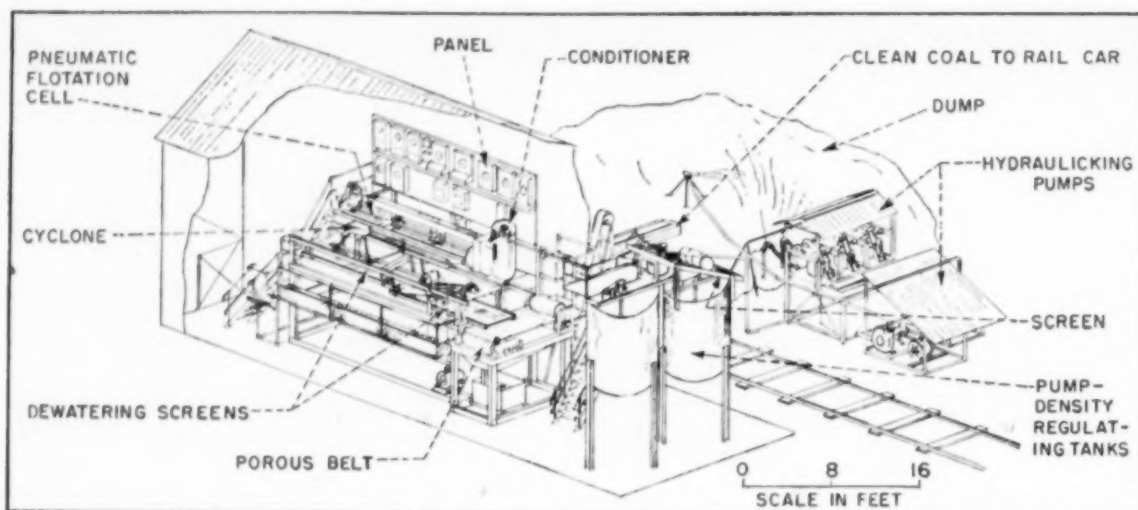 PNEUMATIC
FLOTATION
CELL
PANEL
CONDITIONER
CLEAN COAL TO RAIL CAR
DUMP
HYDRAULICKING
PUMPS
CYCLONE
SCREEN
DEWATERING SCREENS
POROUS BELT
PUMP-
DENSITY
REGULAT-
ING TANKS
0 8 16
SCALE IN FEET